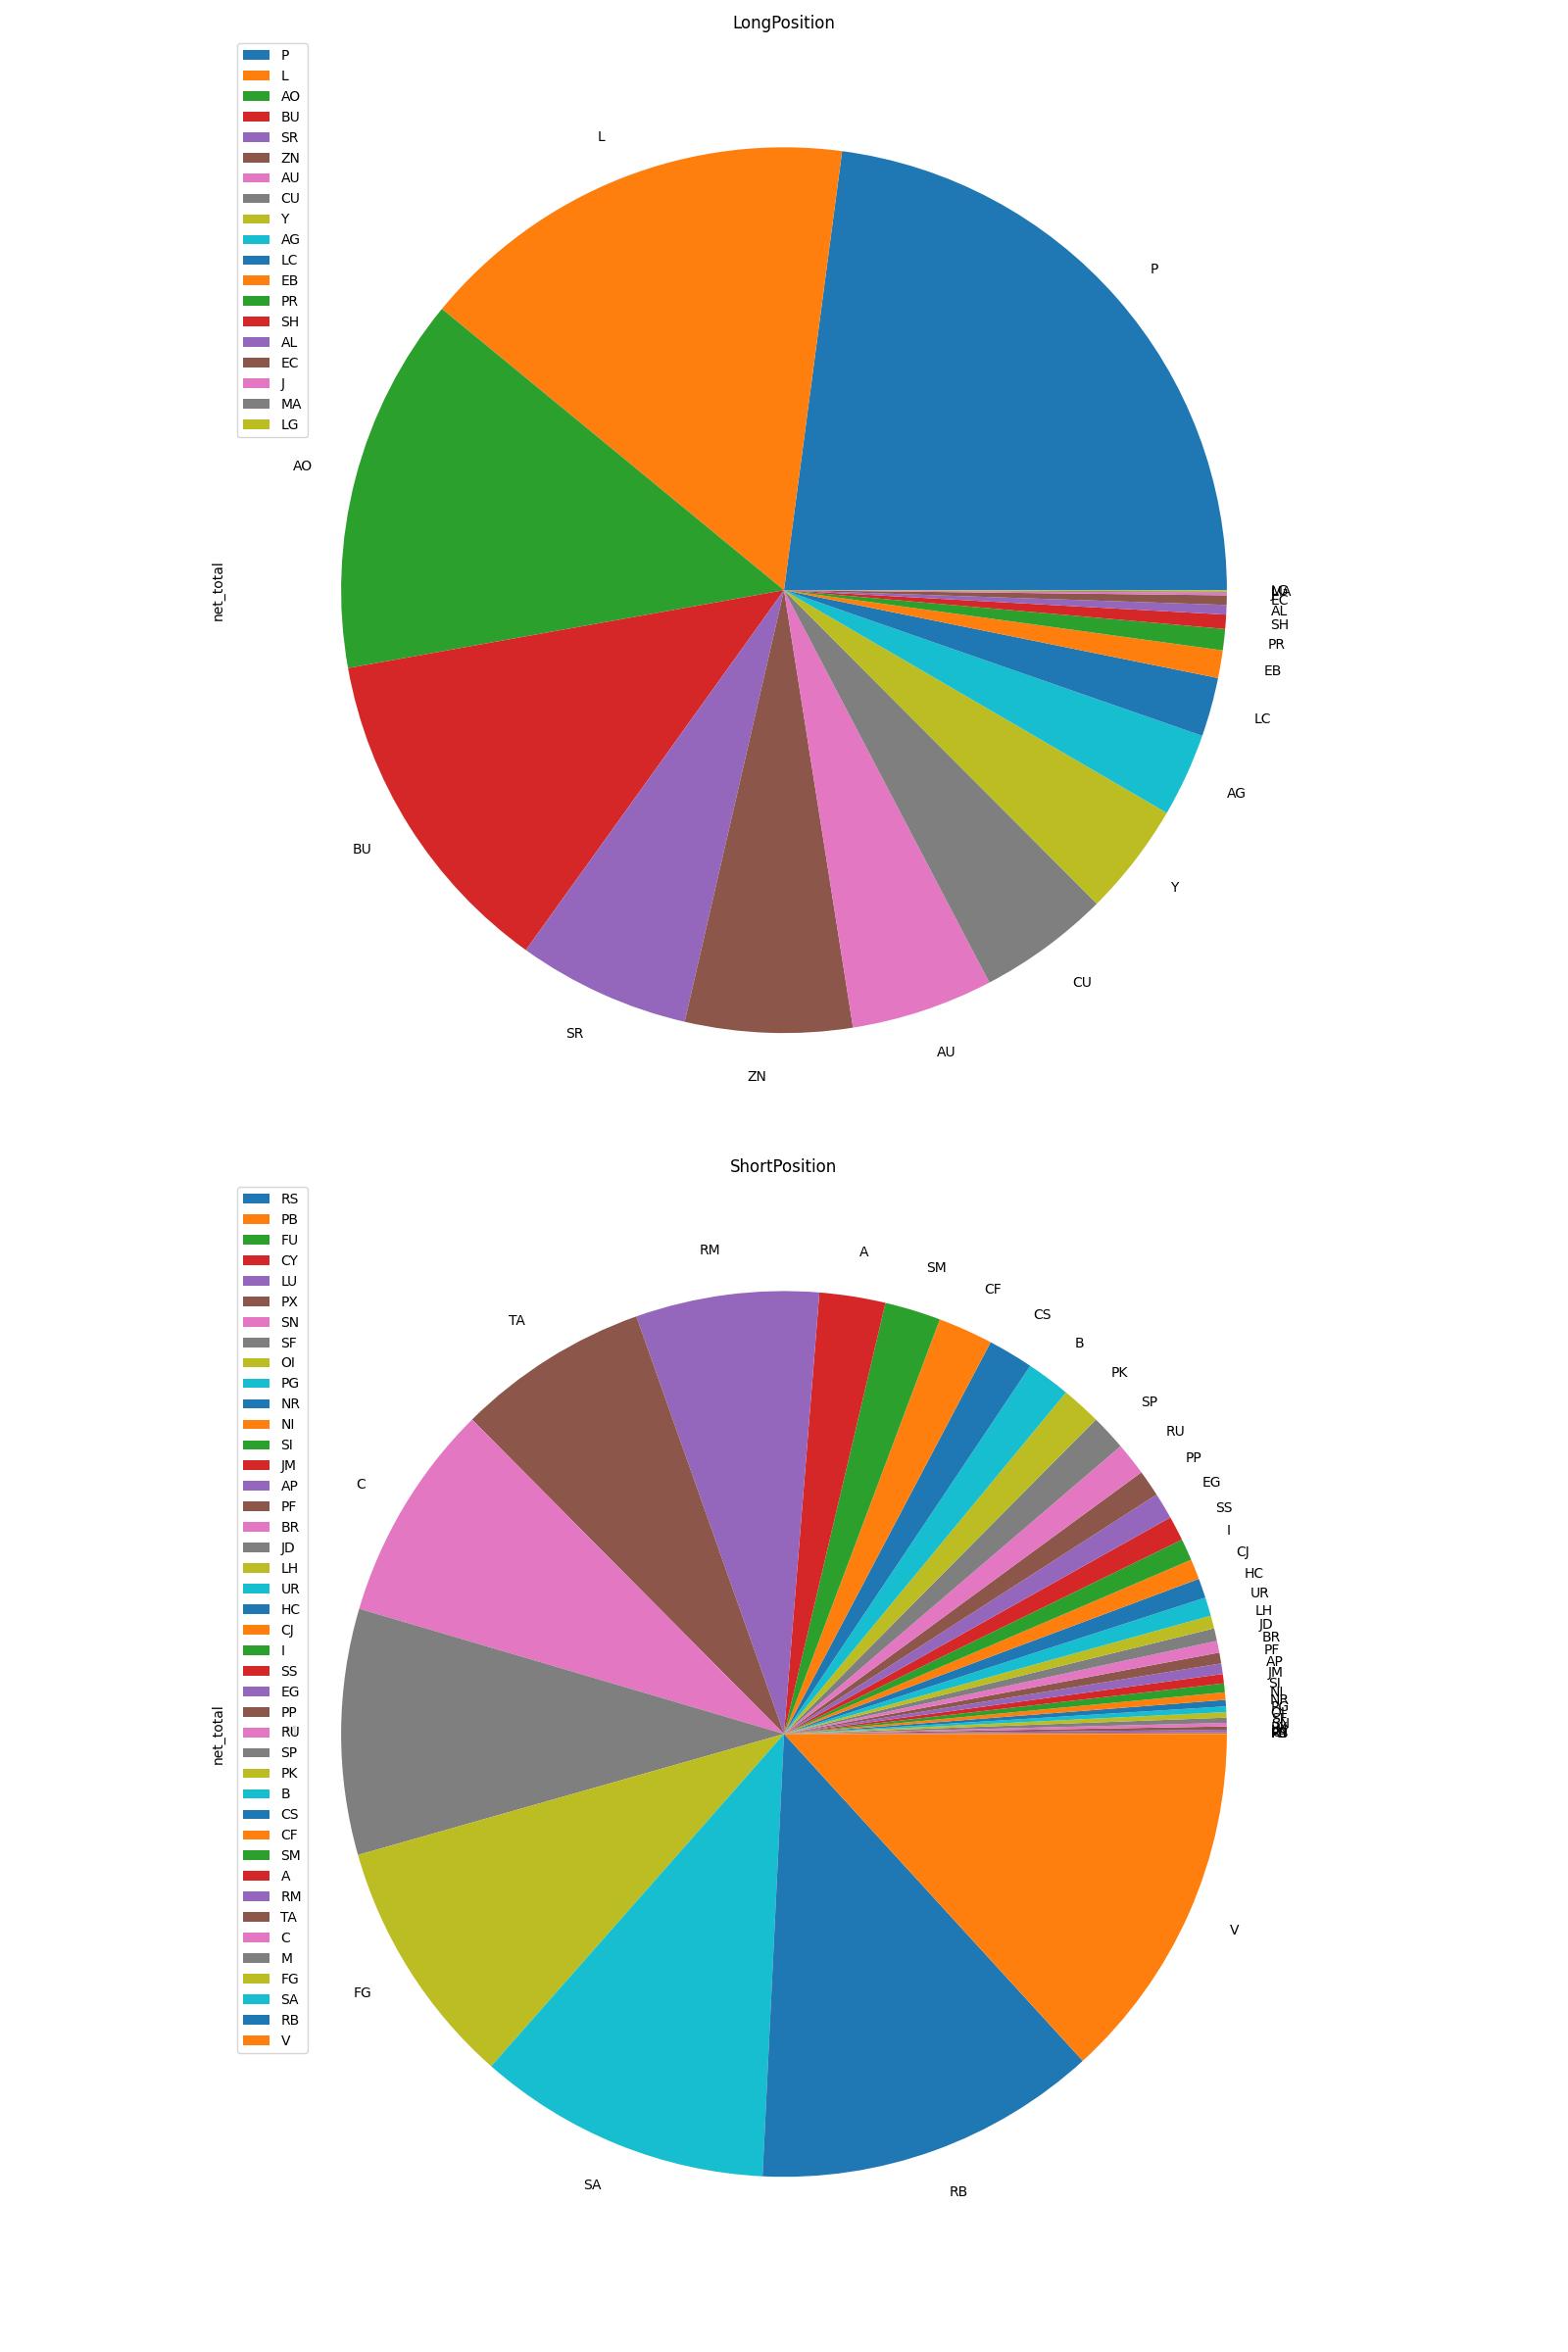 LongPosition
P
L
AO
BU
SR
ZN
AU
CU
Y
AG
LC
EB
PR
SH
AL
EC
J
MA
LG
L
P
AO
net_total
EC
AL
SH
PR
EB
LC
AG
BU
Y
CU
SR
AU
ZN
ShortPosition
RS
PB
FU
CY
LU
PX
SN
SF
OI
PG
NR
NI
SI
JM
AP
PF
BR
JD
LH
UR
HC
CJ
I
SS
EG
PP
RU
SP
PK
B
CS
CF
SM
A
RM
TA
C
M
FG
SA
RB
V
RM
A
SM
CF
TA
CS
B
PK
SP
RU
PP
EG
C
SS
I
CJ
HC
UR
LH
JD
BR
PF
AP
JM
SI
NI
NR
net_total
V
FG
SA
RB